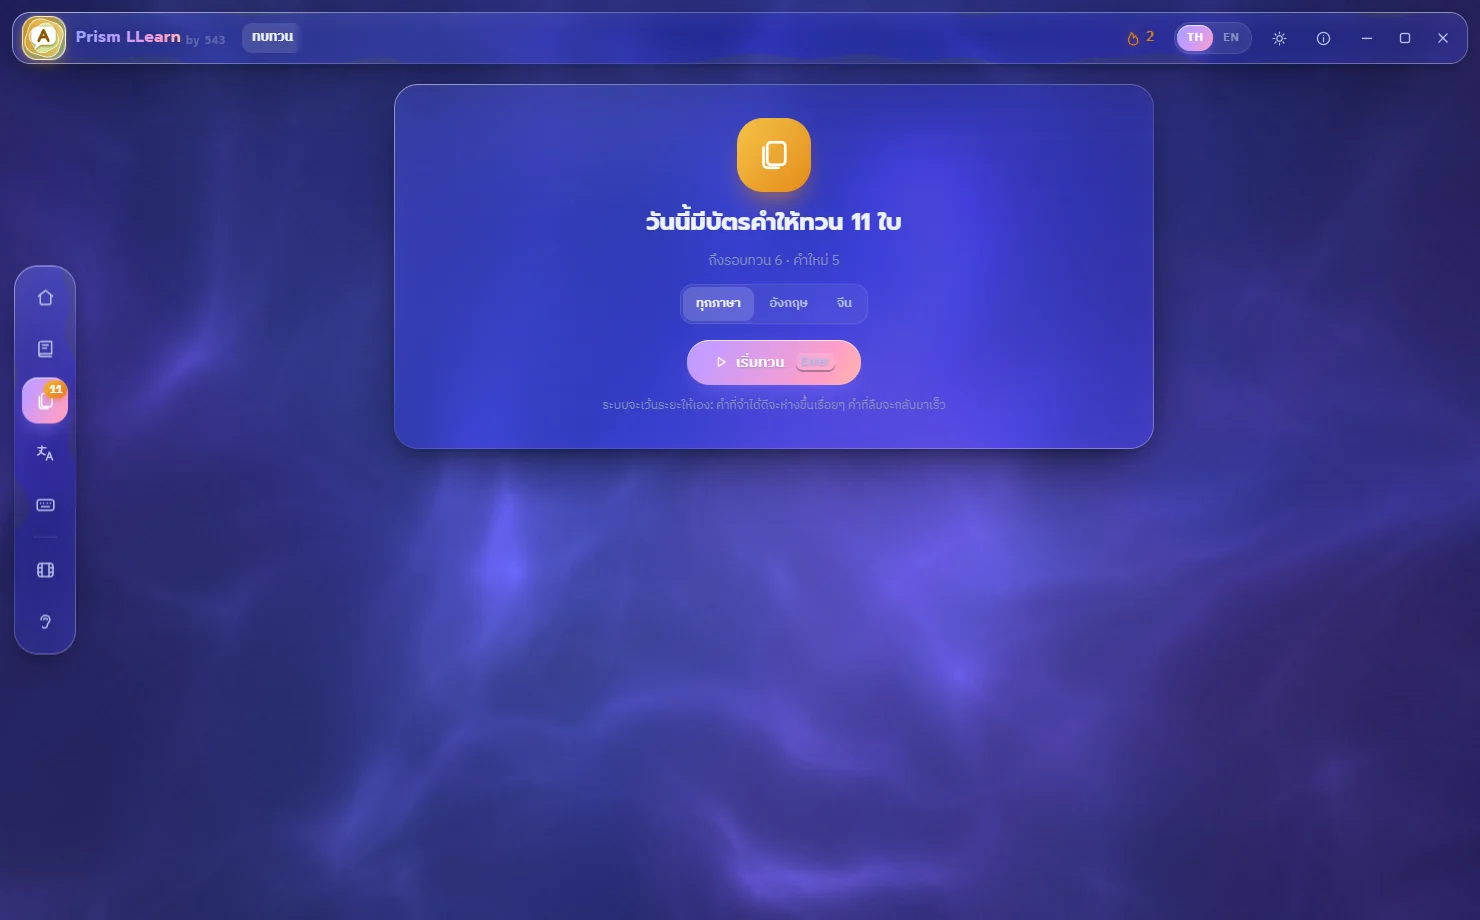 Prism LLearn by 543 ทบทวน 2 TH EN
วันนี้มีบัตรคำให้ทวน 11 ใบ
ถึงรอบทวน 6 · คำใหม่ 5
ทุกภาษา อังกฤษ จีน
เริ่มทวน Enter
ระบบจะเว้นระยะให้เอง: คำที่จำได้ดีจะห่างขึ้นเรื่อยๆ คำที่ลืมจะกลับมาเร็ว
11